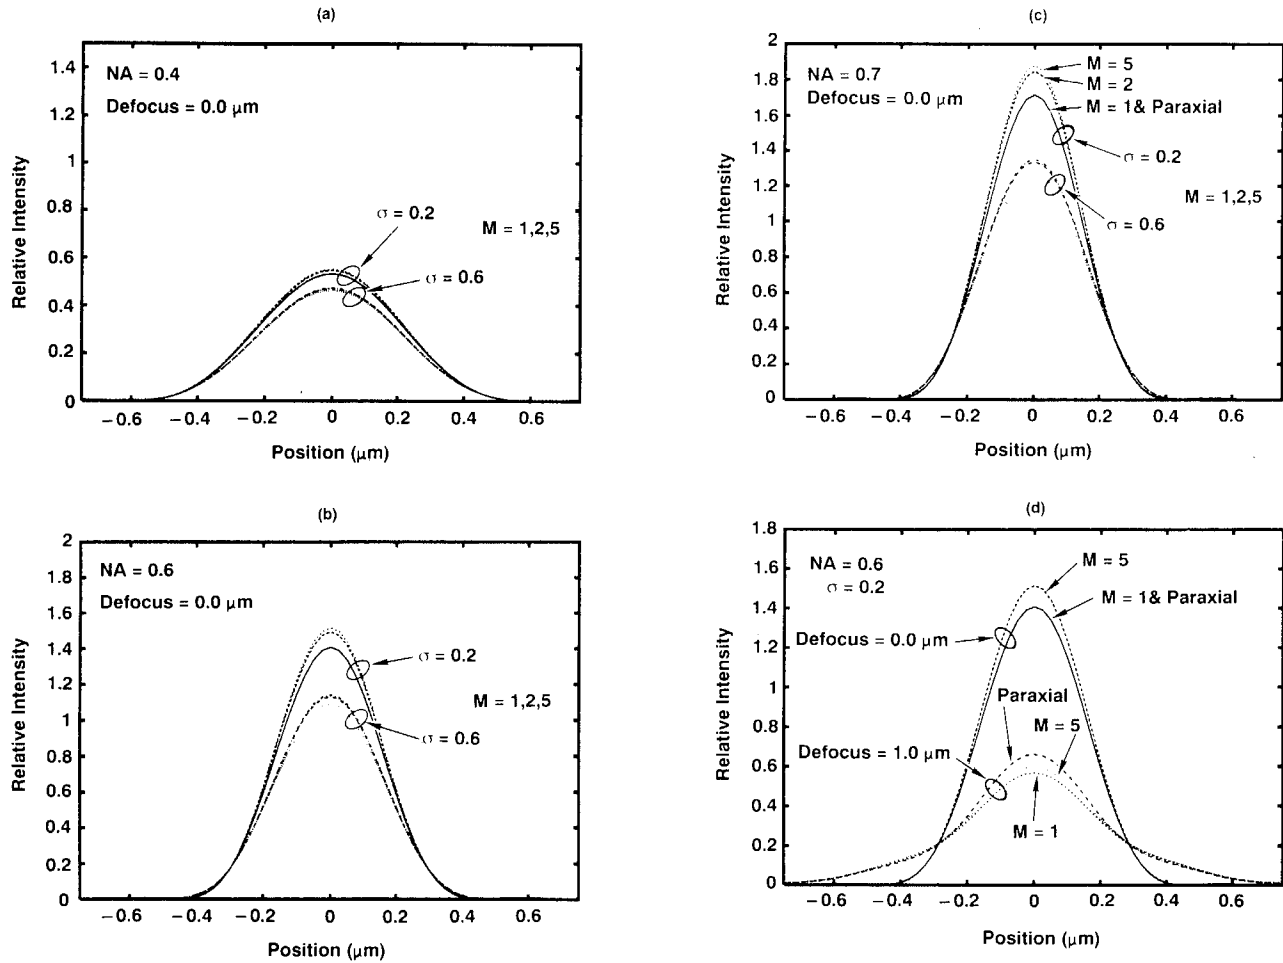 (a)
1.4
1.2
1
0.8
0.6
0.4
0.2
0
NA = 0.4
Defocus = 0.0 μm
σ = 0.2
M = 1,2,5
σ = 0.6
Relative Intensity
−0.6 −0.4 −0.2 0 0.2 0.4 0.6
Position (μm)
(b)
2
1.8
1.6
1.4
1.2
1
0.8
0.6
0.4
0.2
0
NA = 0.6
Defocus = 0.0 μm
σ = 0.2
M = 1,2,5
σ = 0.6
Relative Intensity
−0.6 −0.4 −0.2 0 0.2 0.4 0.6
Position (μm)
(c)
2
1.8
1.6
1.4
1.2
1
0.8
0.6
0.4
0.2
0
NA = 0.7
Defocus = 0.0 μm
M = 5
M = 2
M = 1& Paraxial
σ = 0.2
M = 1,2,5
σ = 0.6
Relative Intensity
−0.6 −0.4 −0.2 0 0.2 0.4 0.6
Position (μm)
(d)
1.8
1.6
1.4
1.2
1
0.8
0.6
0.4
0.2
0
NA = 0.6
σ = 0.2
M = 5
M = 1& Paraxial
Defocus = 0.0 μm
Paraxial
M = 5
Defocus = 1.0 μm
M = 1
Relative Intensity
−0.6 −0.4 −0.2 0 0.2 0.4 0.6
Position (μm)